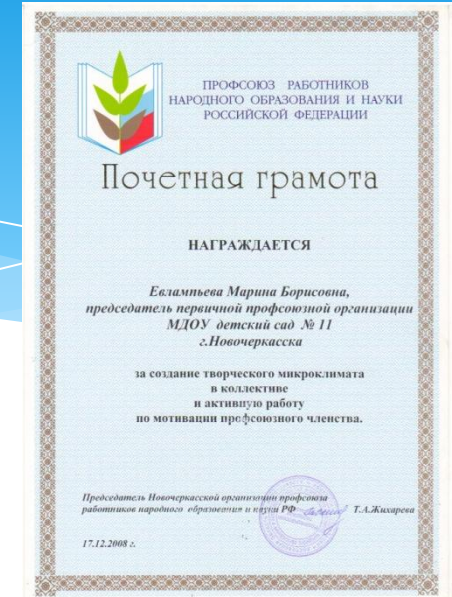 ПРОФСОЮЗ РАБОТНИКОВ
НАРОДНОГО ОБРАЗОВАНИЯ И НАУКИ
РОССИЙСКОЙ ФЕДЕРАЦИИ
Почетная грамота
НАГРАЖДАЕТСЯ
Евлампьева Марина Борисовна,
председатель первичной профсоюзной организации
МДОУ детский сад № 11
г.Новочеркасска
за создание творческого микроклимата
в коллективе
и активную работу
по мотивации профсоюзного членства.
Председатель Новочеркасской организации профсоюза
работников народного образования и науки РФ Т.А.Жихарева
17.12.2008 г.